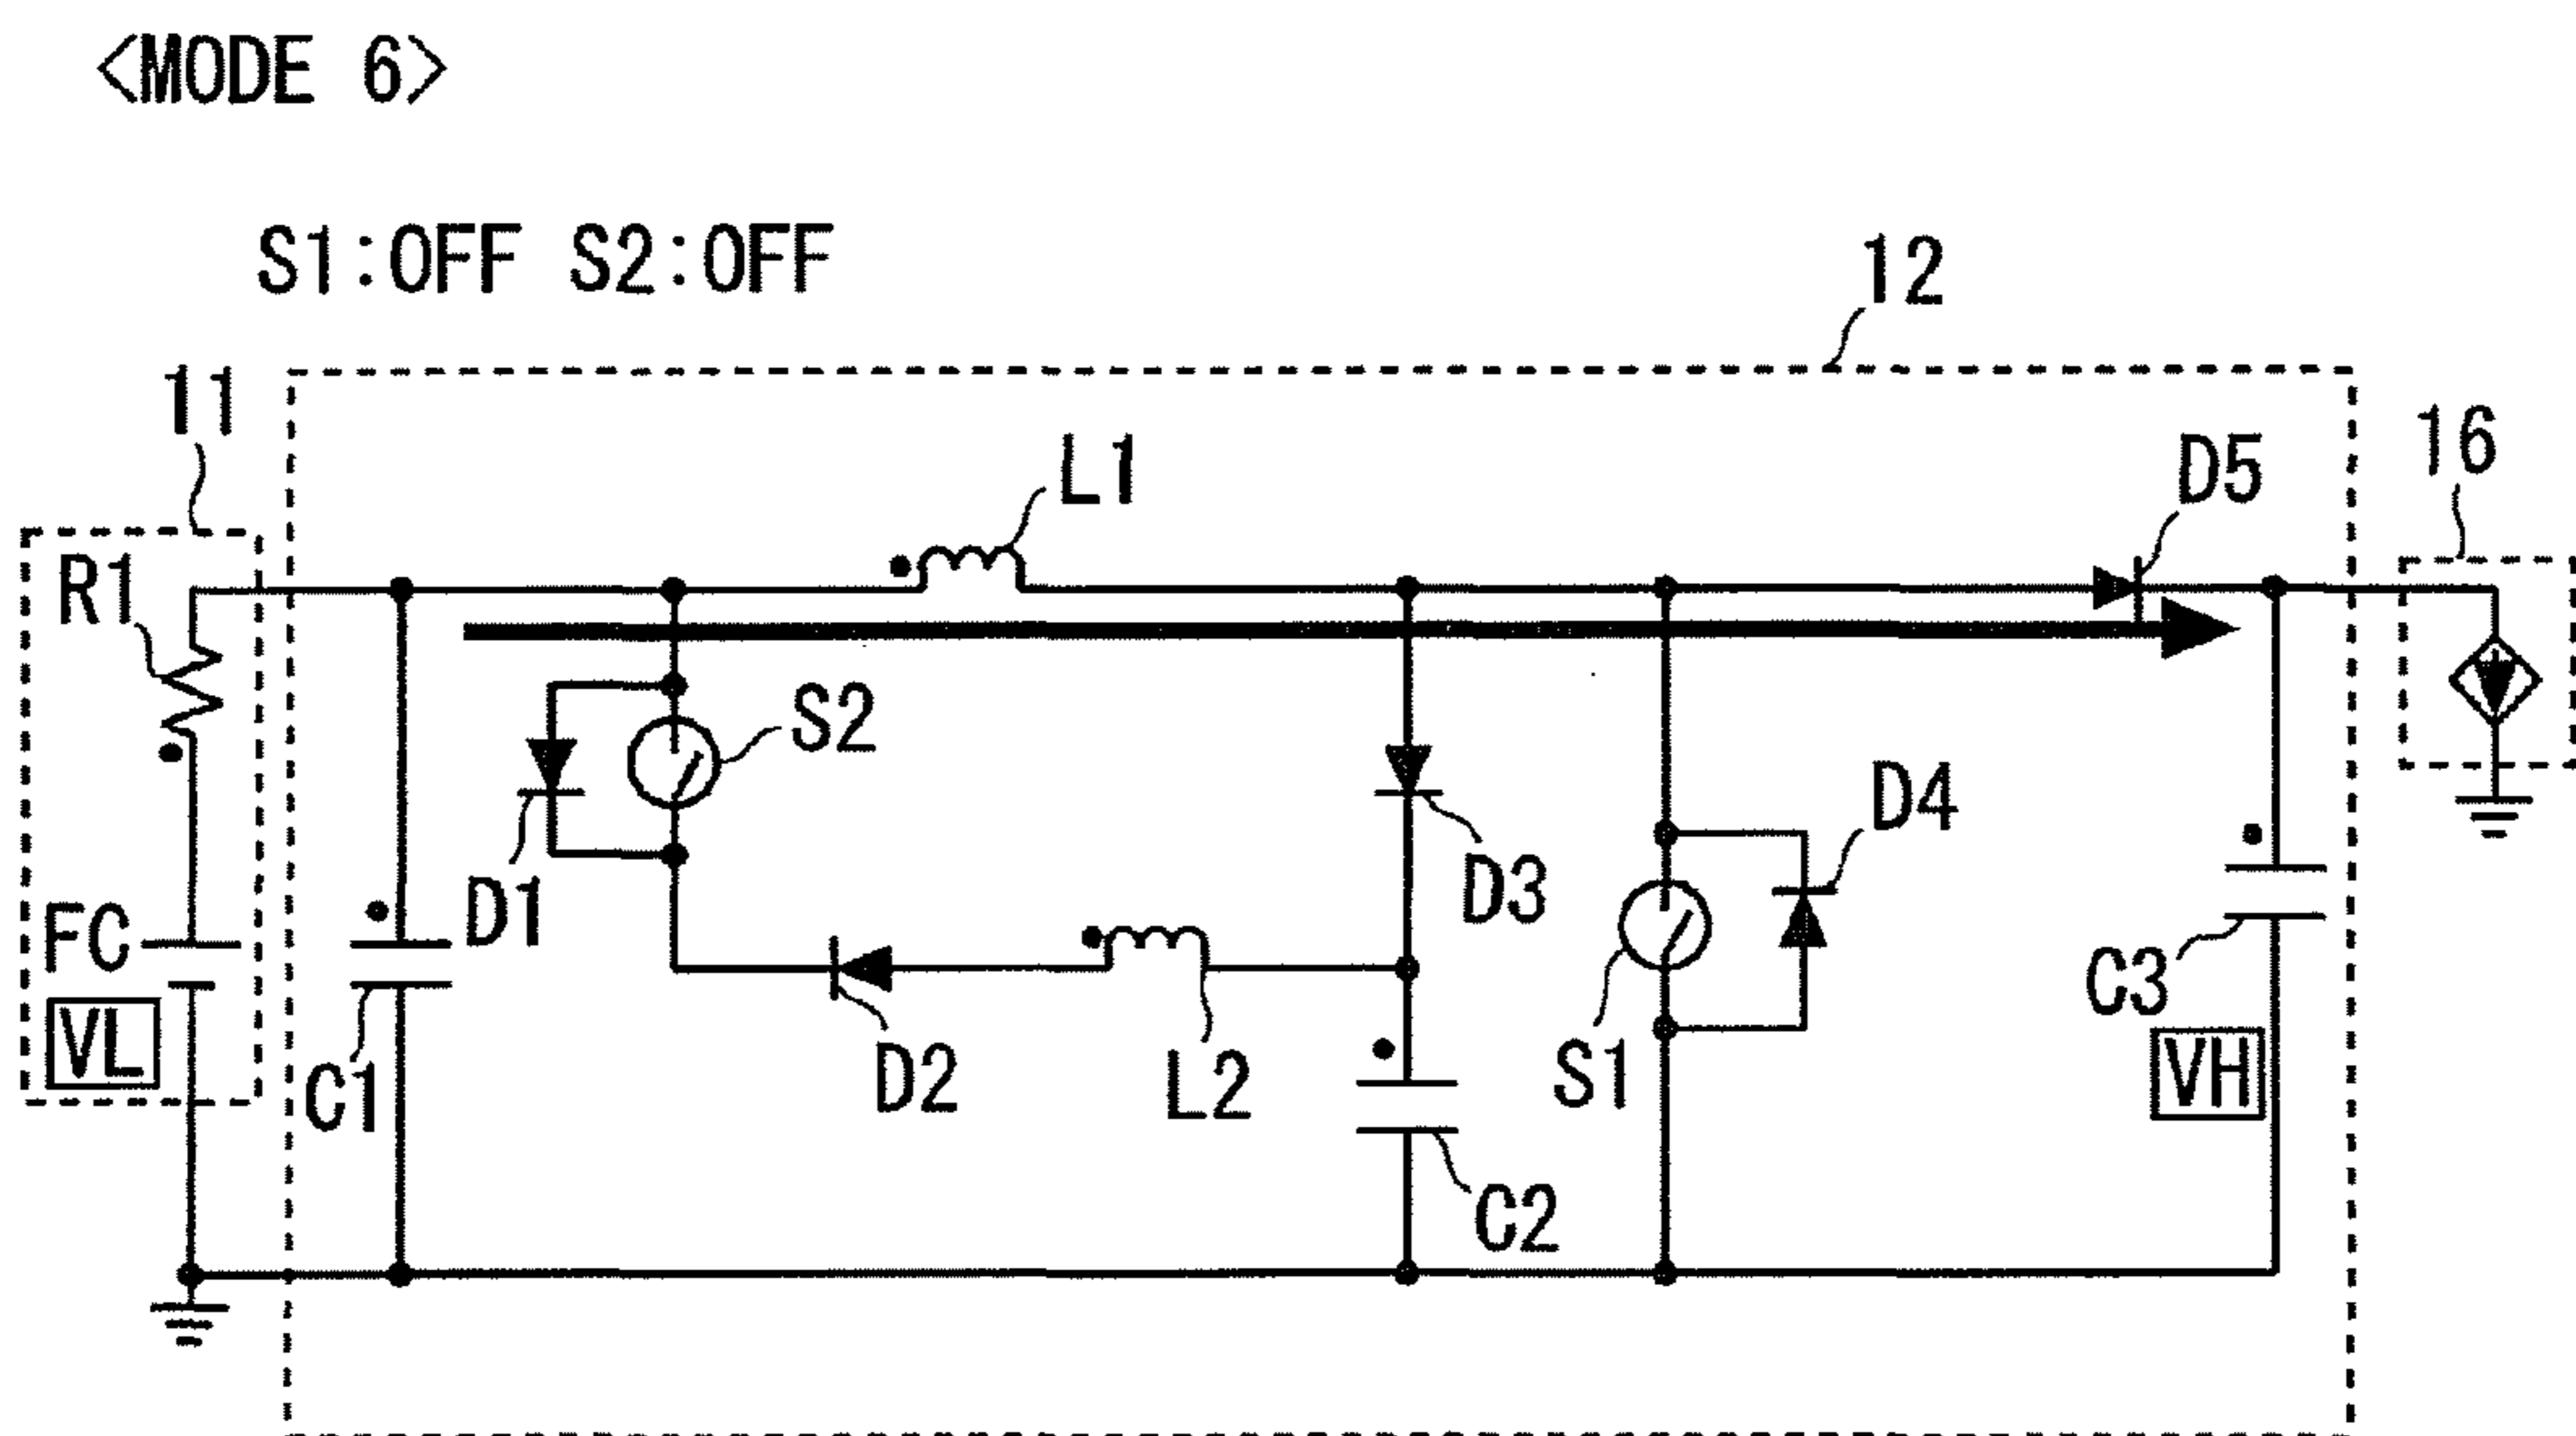 <MODE 6>
S1:OFF S2:OFF
12
11
16
L1
D5
R1
S2
D4
D1
D3
FC
C3
VL
D2
L2
S1
VH
C1
C2